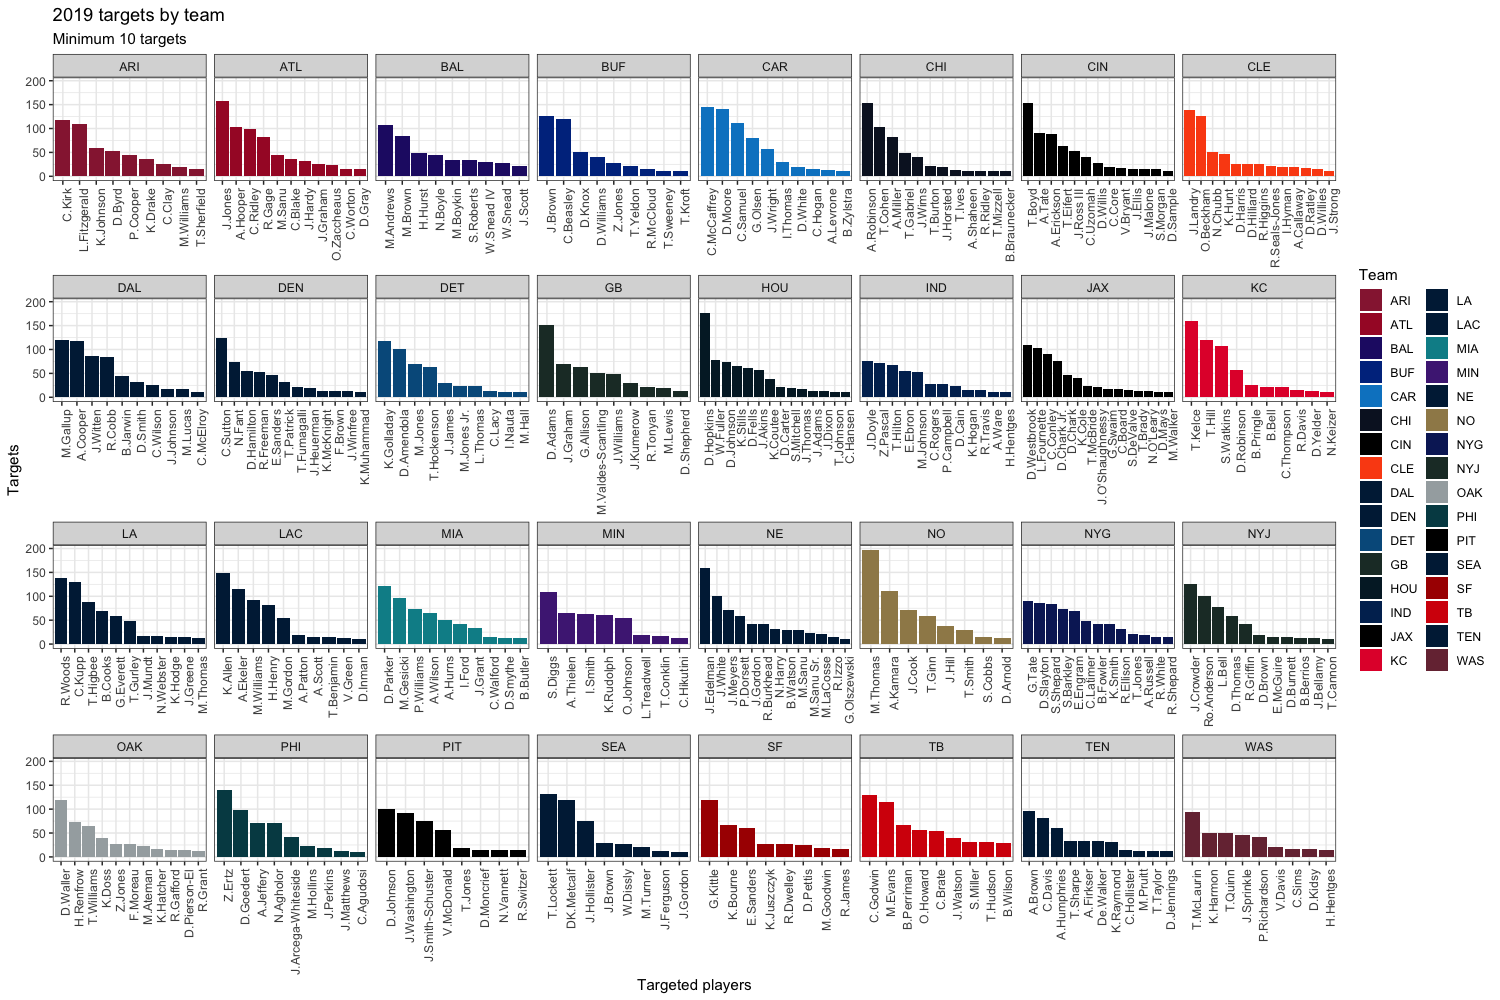 2019 targets by team
Minimum 10 targets
ARI ATL BAL BUF CAR CHI CIN CLE
200
150
100
50
0
C.Kirk L.Fitzgerald K.Johnson D.Byrd P.Cooper K.Drake C.Clay M.Williams T.Sherfield
J.Jones A.Hooper C.Ridley R.Gage M.Sanu C.Blake J.Hardy J.Graham O.Zaccheaus C.Worton D.Gray
M.Andrews M.Brown H.Hurst N.Boyle M.Boykin S.Roberts W.Snead IV W.Snead J.Scott
J.Brown C.Beasley D.Knox D.Williams Z.Jones T.Yeldon R.McCloud T.Sweeney T.Kroft
C.McCaffrey D.Moore C.Samuel G.Olsen J.Wright I.Thomas D.White C.Hogan A.Levrone B.Zylstra
A.Robinson T.Cohen A.Miller T.Gabriel J.Wims T.Burton J.Horsted T.Ives A.Shaheen R.Ridley T.Mizzell B.Braunecker
T.Boyd A.Tate A.Erickson T.Eifert J.Ross III C.Uzomah D.Willis C.Core V.Bryant J.Ellis J.Malone S.Morgan D.Sample
J.Landry O.Beckham N.Chubb K.Hunt D.Harris D.Hilliard R.Higgins R.Seals-Jones I.Hyman A.Callaway D.Ratley D.Willies J.Strong
DAL DEN DET GB HOU IND JAX KC
200
150
100
50
0
M.Gallup A.Cooper J.Witten R.Cobb B.Jarwin D.Smith C.Wilson J.Johnson M.Lucas C.McElroy
C.Sutton N.Fant D.Hamilton R.Freeman E.Sanders T.Patrick T.Fumagalli J.Heuerman K.McKnight F.Brown J.Winfree K.Muhammad
K.Golladay D.Amendola M.Jones T.Hockenson J.James M.Jones Jr. L.Thomas C.Lacy I.Nauta M.Hall
D.Adams J.Graham G.Allison M.Valdes-Scantling J.Williams J.Kumerow R.Tonyan M.Lewis D.Shepherd
D.Hopkins W.Fuller D.Johnson K.Stills D.Fells J.Akins K.Coutee D.Carter S.Mitchell J.Thomas J.Adams T.Dixon T.Johnson C.Hansen
J.Doyle Z.Pascal T.Hilton E.Ebron M.Johnson C.Rogers P.Campbell D.Cain K.Hogan R.Travis A.Ware H.Hentges
D.Westbrook L.Fournette C.Conley D.Chark Jr. D.Chark K.Cole T.McBride J.O'Shaughnessy G.Swaim C.Board S.DeValve T.Brady N.O'Leary D.Mays M.Walker
T.Kelce T.Hill S.Watkins D.Robinson B.Pringle B.Bell C.Thompson R.Davis D.Yelder N.Keizer
LA LAC MIA MIN NE NO NYG NYJ
200
150
100
50
0
R.Woods C.Kupp T.Higbee B.Cooks G.Everett T.Gurley J.Mundt N.Webster K.Hodge J.Greene M.Thomas
K.Allen A.Ekeler M.Williams H.Henry M.Gordon A.Patton A.Scott T.Benjamin V.Green D.Inman
D.Parker M.Gesicki P.Williams A.Wilson A.Hurns I.Ford J.Grant C.Walford D.Smythe B.Butler
S.Diggs A.Thielen I.Smith K.Rudolph O.Johnson L.Treadwell T.Conklin C.Hikutini
J.Edelman J.White J.Meyers P.Dorsett J.Gordon R.Burkhead N.Harry B.Watson M.Sanu M.Sanu Sr. M.LaCosse R.Izzo G.Olszewski
M.Thomas A.Kamara J.Cook T.Ginn J.Hill T.Smith S.Cobbs D.Arnold
G.Tate D.Slayton S.Shepard S.Barkley E.Engram C.Latimer B.Fowler K.Smith R.Ellison T.Jones A.Russell R.White R.Shepard
J.Crowder Ro.Anderson L.Bell D.Thomas R.Griffin D.Brown E.McGuire D.Burnett B.Berrios J.Bellamy T.Cannon
OAK PHI PIT SEA SF TB TEN WAS
200
150
100
50
0
D.Waller H.Renfrow T.Williams K.Doss Z.Jones F.Moreau M.Ateman K.Hatcher R.Gafford D.Pierson-El R.Grant
Z.Ertz D.Goedert A.Jeffery N.Agholor J.Arcega-Whiteside M.Hollins J.Perkins J.Matthews C.Agudosi
D.Johnson J.Washington J.Smith-Schuster V.McDonald T.Jones D.Moncrief N.Vannett R.Switzer
T.Lockett DK.Metcalf J.Hollister J.Brown W.Dissly M.Turner J.Ferguson J.Gordon
G.Kittle K.Bourne E.Sanders K.Juszczyk R.Dwelley D.Pettis M.Goodwin R.James
C.Godwin M.Evans B.Perriman O.Howard C.Brate J.Watson S.Miller T.Hudson B.Wilson
A.Brown C.Davis A.Humphries T.Sharpe A.Firkser De.Walker K.Raymond C.Hollister M.Pruitt T.Taylor D.Jennings
T.McLaurin K.Harmon T.Quinn J.Sprinkle P.Richardson V.Davis C.Sims D.Kidsy H.Hentges
Targets
Targeted players
Team
ARI LA
ATL LAC
BAL MIA
BUF MIN
CAR NE
CHI NO
CIN NYG
CLE NYJ
DAL OAK
DEN PHI
DET PIT
GB SEA
HOU SF
IND TB
JAX TEN
KC WAS